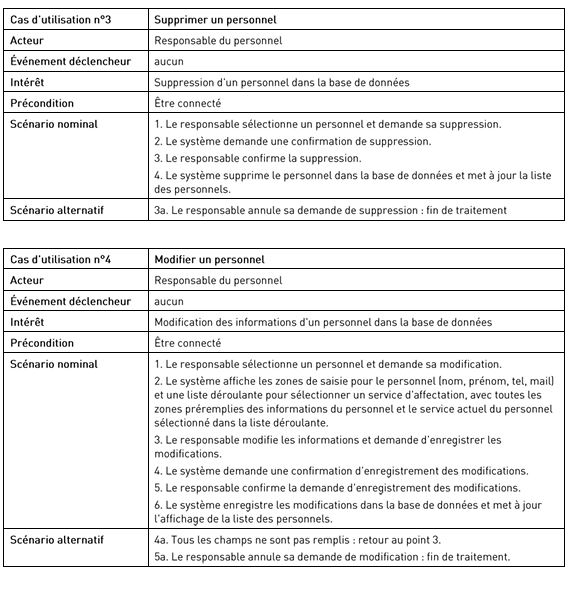 Cas d'utilisation n°3 Supprimer un personnel
Acteur Responsable du personnel
Événement déclencheur aucun
Intérêt Suppression d'un personnel dans la base de données
Précondition Être connecté
Scénario nominal 1. Le responsable sélectionne un personnel et demande sa suppression.
2. Le système demande une confirmation de suppression.
3. Le responsable confirme la suppression.
4. Le système supprime le personnel dans la base de données et met à jour la liste
des personnels.
Scénario alternatif 3a. Le responsable annule sa demande de suppression : fin de traitement
Cas d'utilisation n°4 Modifier un personnel
Acteur Responsable du personnel
Événement déclencheur aucun
Intérêt Modification des informations d'un personnel dans la base de données
Précondition Être connecté
Scénario nominal 1. Le responsable sélectionne un personnel et demande sa modification.
2. Le système affiche les zones de saisie pour le personnel (nom, prénom, tel, mail)
et une liste déroulante pour sélectionner un service d'affectation, avec toutes les
zones préremplies des informations du personnel et le service actuel du personnel
sélectionné dans la liste déroulante.
3. Le responsable modifie les informations et demande d'enregistrer les
modifications.
4. Le système demande une confirmation d'enregistrement des modifications.
5. Le responsable confirme la demande d'enregistrement des modifications.
6. Le système enregistre les modifications dans la base de données et met à jour
l'affichage de la liste des personnels.
Scénario alternatif 4a. Tous les champs ne sont pas remplis : retour au point 3.
5a. Le responsable annule sa demande de modification : fin de traitement.